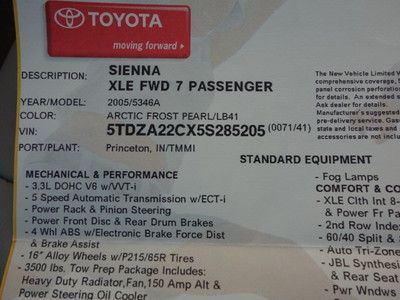 TOYOTA
moving forward
DESCRIPTION: SIENNA
XLE FWD 7 PASSENGER
YEAR/MODEL: 2005/5346A
COLOR: ARCTIC FROST PEARL/LB41
VIN: 5TDZA22CX5S285205 (0071/41)
PORT/PLANT: Princeton, IN/TMMI
The New Vehicle Limited V
comprehensive coverage, 5
panel corrosion perforation
for details. An extended s
Ask dealer for details.
Manufacturer's suggested
pre-delivery service. Gas
state and local taxes and
accessories are not inclu
STANDARD EQUIPMENT
MECHANICAL & PERFORMANCE
- 3.3L DOHC V6 w/VVT-i
- 5 Speed Automatic Transmission w/ECT-i
- Power Rack & Pinion Steering
- Power Front Disc & Rear Drum Brakes
- 4 Whl ABS w/Electronic Brake Force Dist
& Brake Assist
- 16" Alloy Wheels w/P215/65R Tires
- 3500 lbs. Tow Prep Package Includes:
Heavy Duty Radiator,Fan,150 Amp Alt &
Power Steering Oil Cooler
- Fog Lamps
COMFORT & CO
- XLE Clth Int 8-
& Power Fr Pa
- 2nd Row Index
- 60/40 Split &
- Auto Tri-Zon
- JBL Synthesi
& Rear Seat
- Pwr Wndws